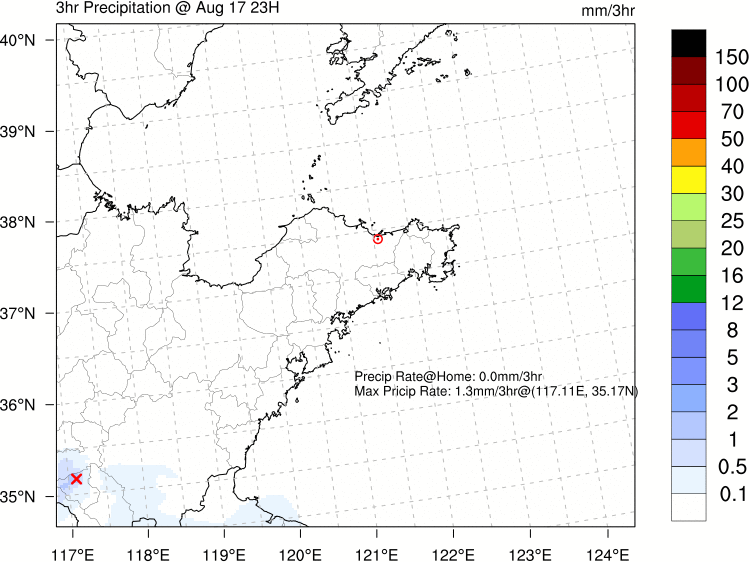 3hr Precipitation @ Aug 17 23H
mm/3hr
40°N
39°N
38°N
37°N
36°N
35°N
Precip Rate@Home: 0.0mm/3hr
Max Pricip Rate: 1.3mm/3hr@(117.11E, 35.17N)
117°E 118°E 119°E 120°E 121°E 122°E 123°E 124°E
150
100
70
50
40
30
25
20
16
12
8
5
3
2
1
0.5
0.1